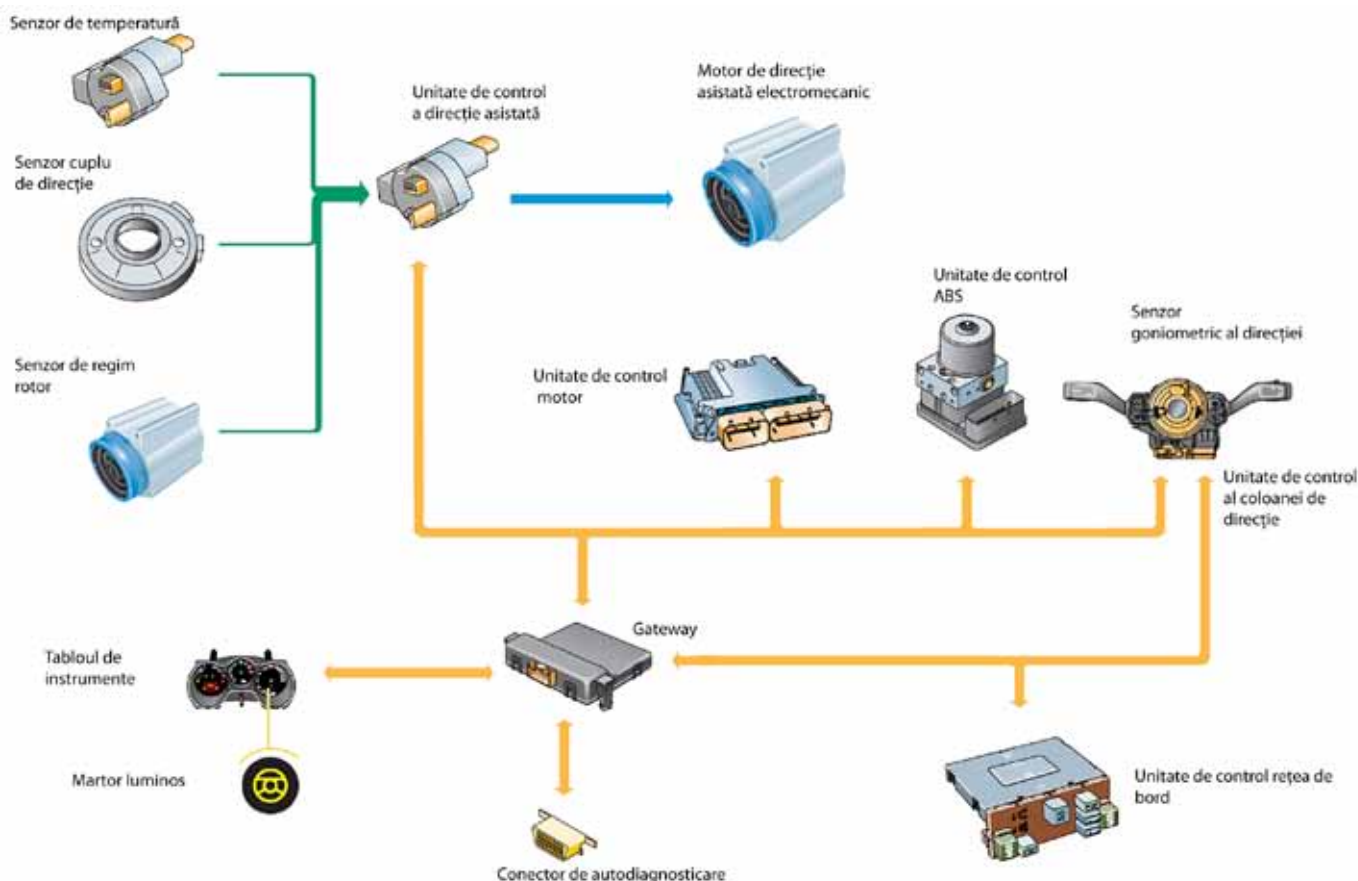 Senzor de temperatură
Unitate de control
a direcție asistată
Motor de direcție
asistată electromecanic
Senzor cuplu
de direcție
Unitate de control
ABS
Senzor
goniometric al direcției
Senzor de regim
rotor
Unitate de control
motor
Unitate de control
al coloanei de
direcție
Gateway
Tabloul de
instrumente
Martor luminos
Unitate de control rețea de
bord
Conector de autodiagnosticare